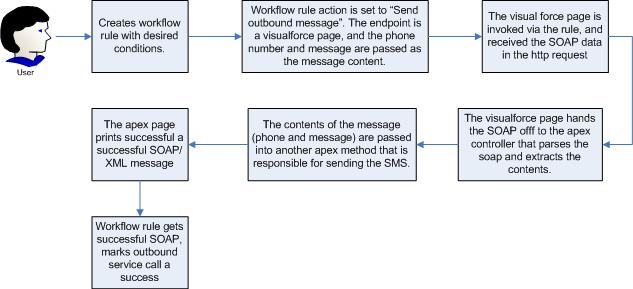 User
Creates workflow
rule with desired
conditions.
Workflow rule action is set to “Send
outbound message”. The endpoint is
a visualforce page, and the phone
number and message are passed as
the message content.
The visual force page is
invoked via the rule, and
received the SOAP data
in the http request
The visualforce page hands
the SOAP offf to the apex
controller that parses the
soap and extracts the
contents.
The contents of the message
(phone and message) are passed
into another apex method that is
responsible for sending the SMS.
The apex page
prints successful a
successful SOAP/
XML message
Workflow rule gets
successful SOAP,
marks outbound
service call a
success